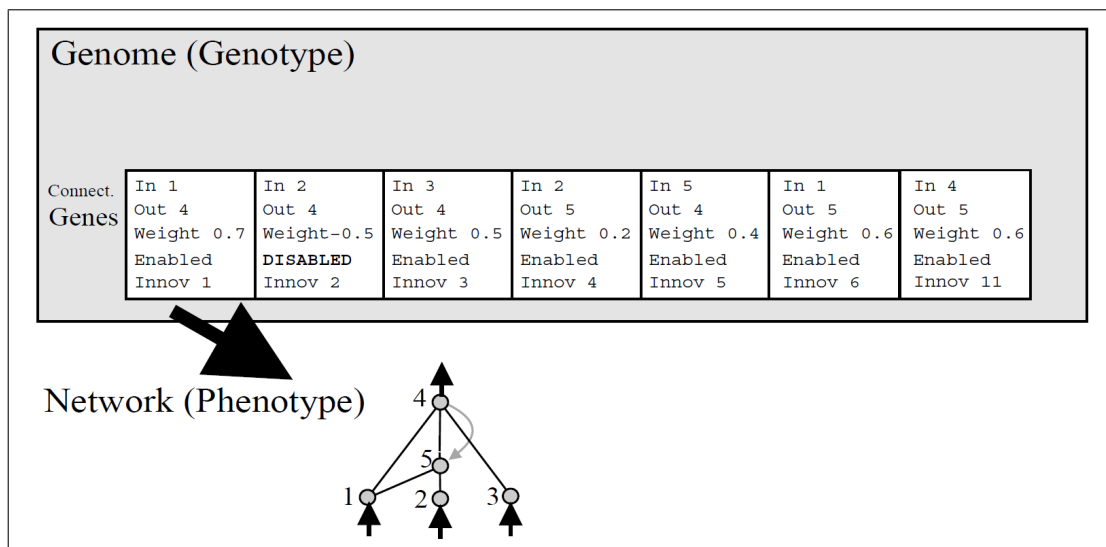 Genome (Genotype)
Connect.
Genes
In 1 In 2 In 3 In 2 In 5 In 1 In 4
Out 4 Out 4 Out 4 Out 5 Out 4 Out 5 Out 5
Weight 0.7 Weight-0.5 Weight 0.5 Weight 0.2 Weight 0.4 Weight 0.6 Weight 0.6
Enabled DISABLED Enabled Enabled Enabled Enabled Enabled
Innov 1 Innov 2 Innov 3 Innov 4 Innov 5 Innov 6 Innov 11
Network (Phenotype)
4
5
1 2 3